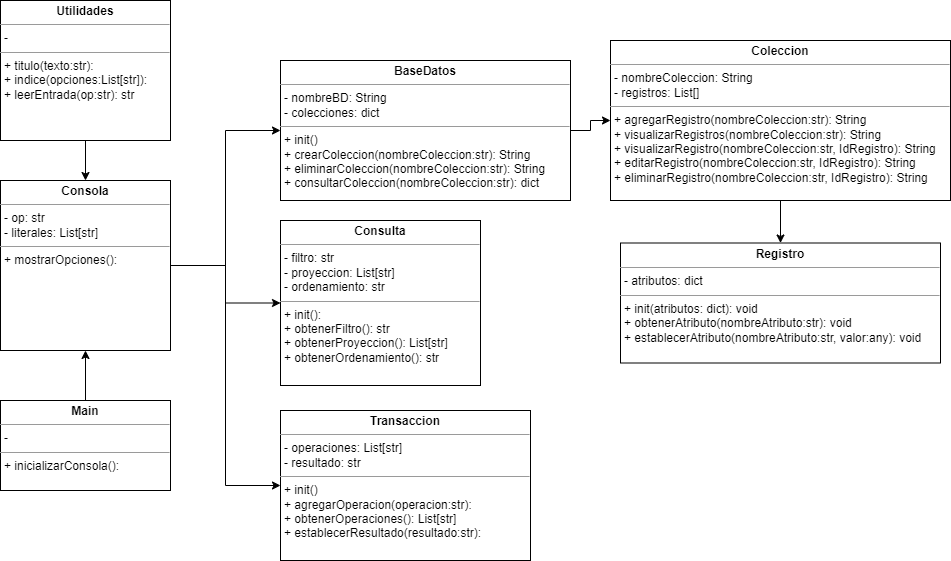 Utilidades
-
+ titulo(texto:str):
+ indice(opciones:List[str]):
+ leerEntrada(op:str): str
Consola
- op: str
- literales: List[str]
+ mostrarOpciones():
Main
-
+ inicializarConsola():
BaseDatos
- nombreBD: String
- colecciones: dict
+ init()
+ crearColeccion(nombreColeccion:str): String
+ eliminarColeccion(nombreColeccion:str): String
+ consultarColeccion(nombreColeccion:str): dict
Consulta
- filtro: str
- proyeccion: List[str]
- ordenamiento: str
+ init():
+ obtenerFiltro(): str
+ obtenerProyeccion(): List[str]
+ obtenerOrdenamiento(): str
Transaccion
- operaciones: List[str]
- resultado: str
+ init()
+ agregarOperacion(operacion:str):
+ obtenerOperaciones(): List[str]
+ establecerResultado(resultado:str):
Coleccion
- nombreColeccion: String
- registros: List[]
+ agregarRegistro(nombreColeccion:str): String
+ visualizarRegistros(nombreColeccion:str): String
+ visualizarRegistro(nombreColeccion:str, IdRegistro): String
+ editarRegistro(nombreColeccion:str, IdRegistro): String
+ eliminarRegistro(nombreColeccion:str, IdRegistro): String
Registro
- atributos: dict
+ init(atributos: dict): void
+ obtenerAtributo(nombreAtributo:str): void
+ establecerAtributo(nombreAtributo:str, valor:any): void